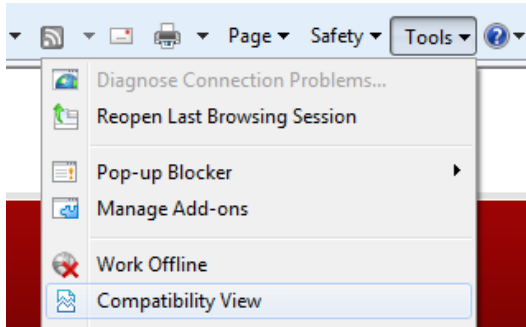 Page Safety Tools
Diagnose Connection Problems...
Reopen Last Browsing Session
Pop-up Blocker
Manage Add-ons
Work Offline
Compatibility View